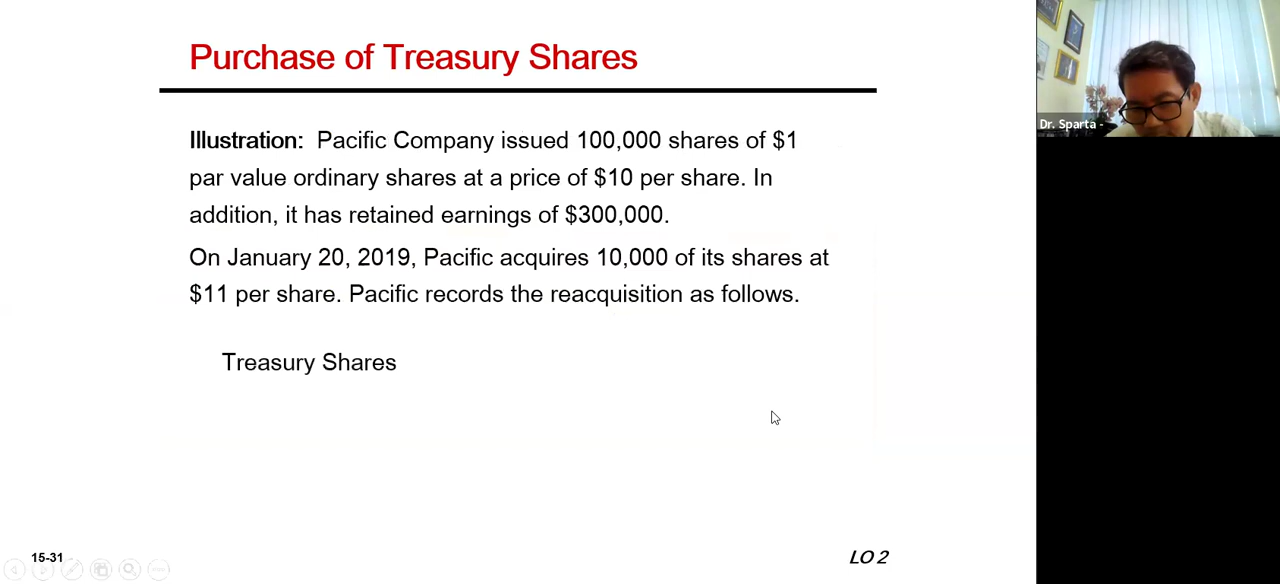 Purchase of Treasury Shares
Illustration: Pacific Company issued 100,000 shares of $1
par value ordinary shares at a price of $10 per share. In
addition, it has retained earnings of $300,000.
On January 20, 2019, Pacific acquires 10,000 of its shares at
$11 per share. Pacific records the reacquisition as follows.
Treasury Shares
15-31
LO 2
Dr. Sparta -